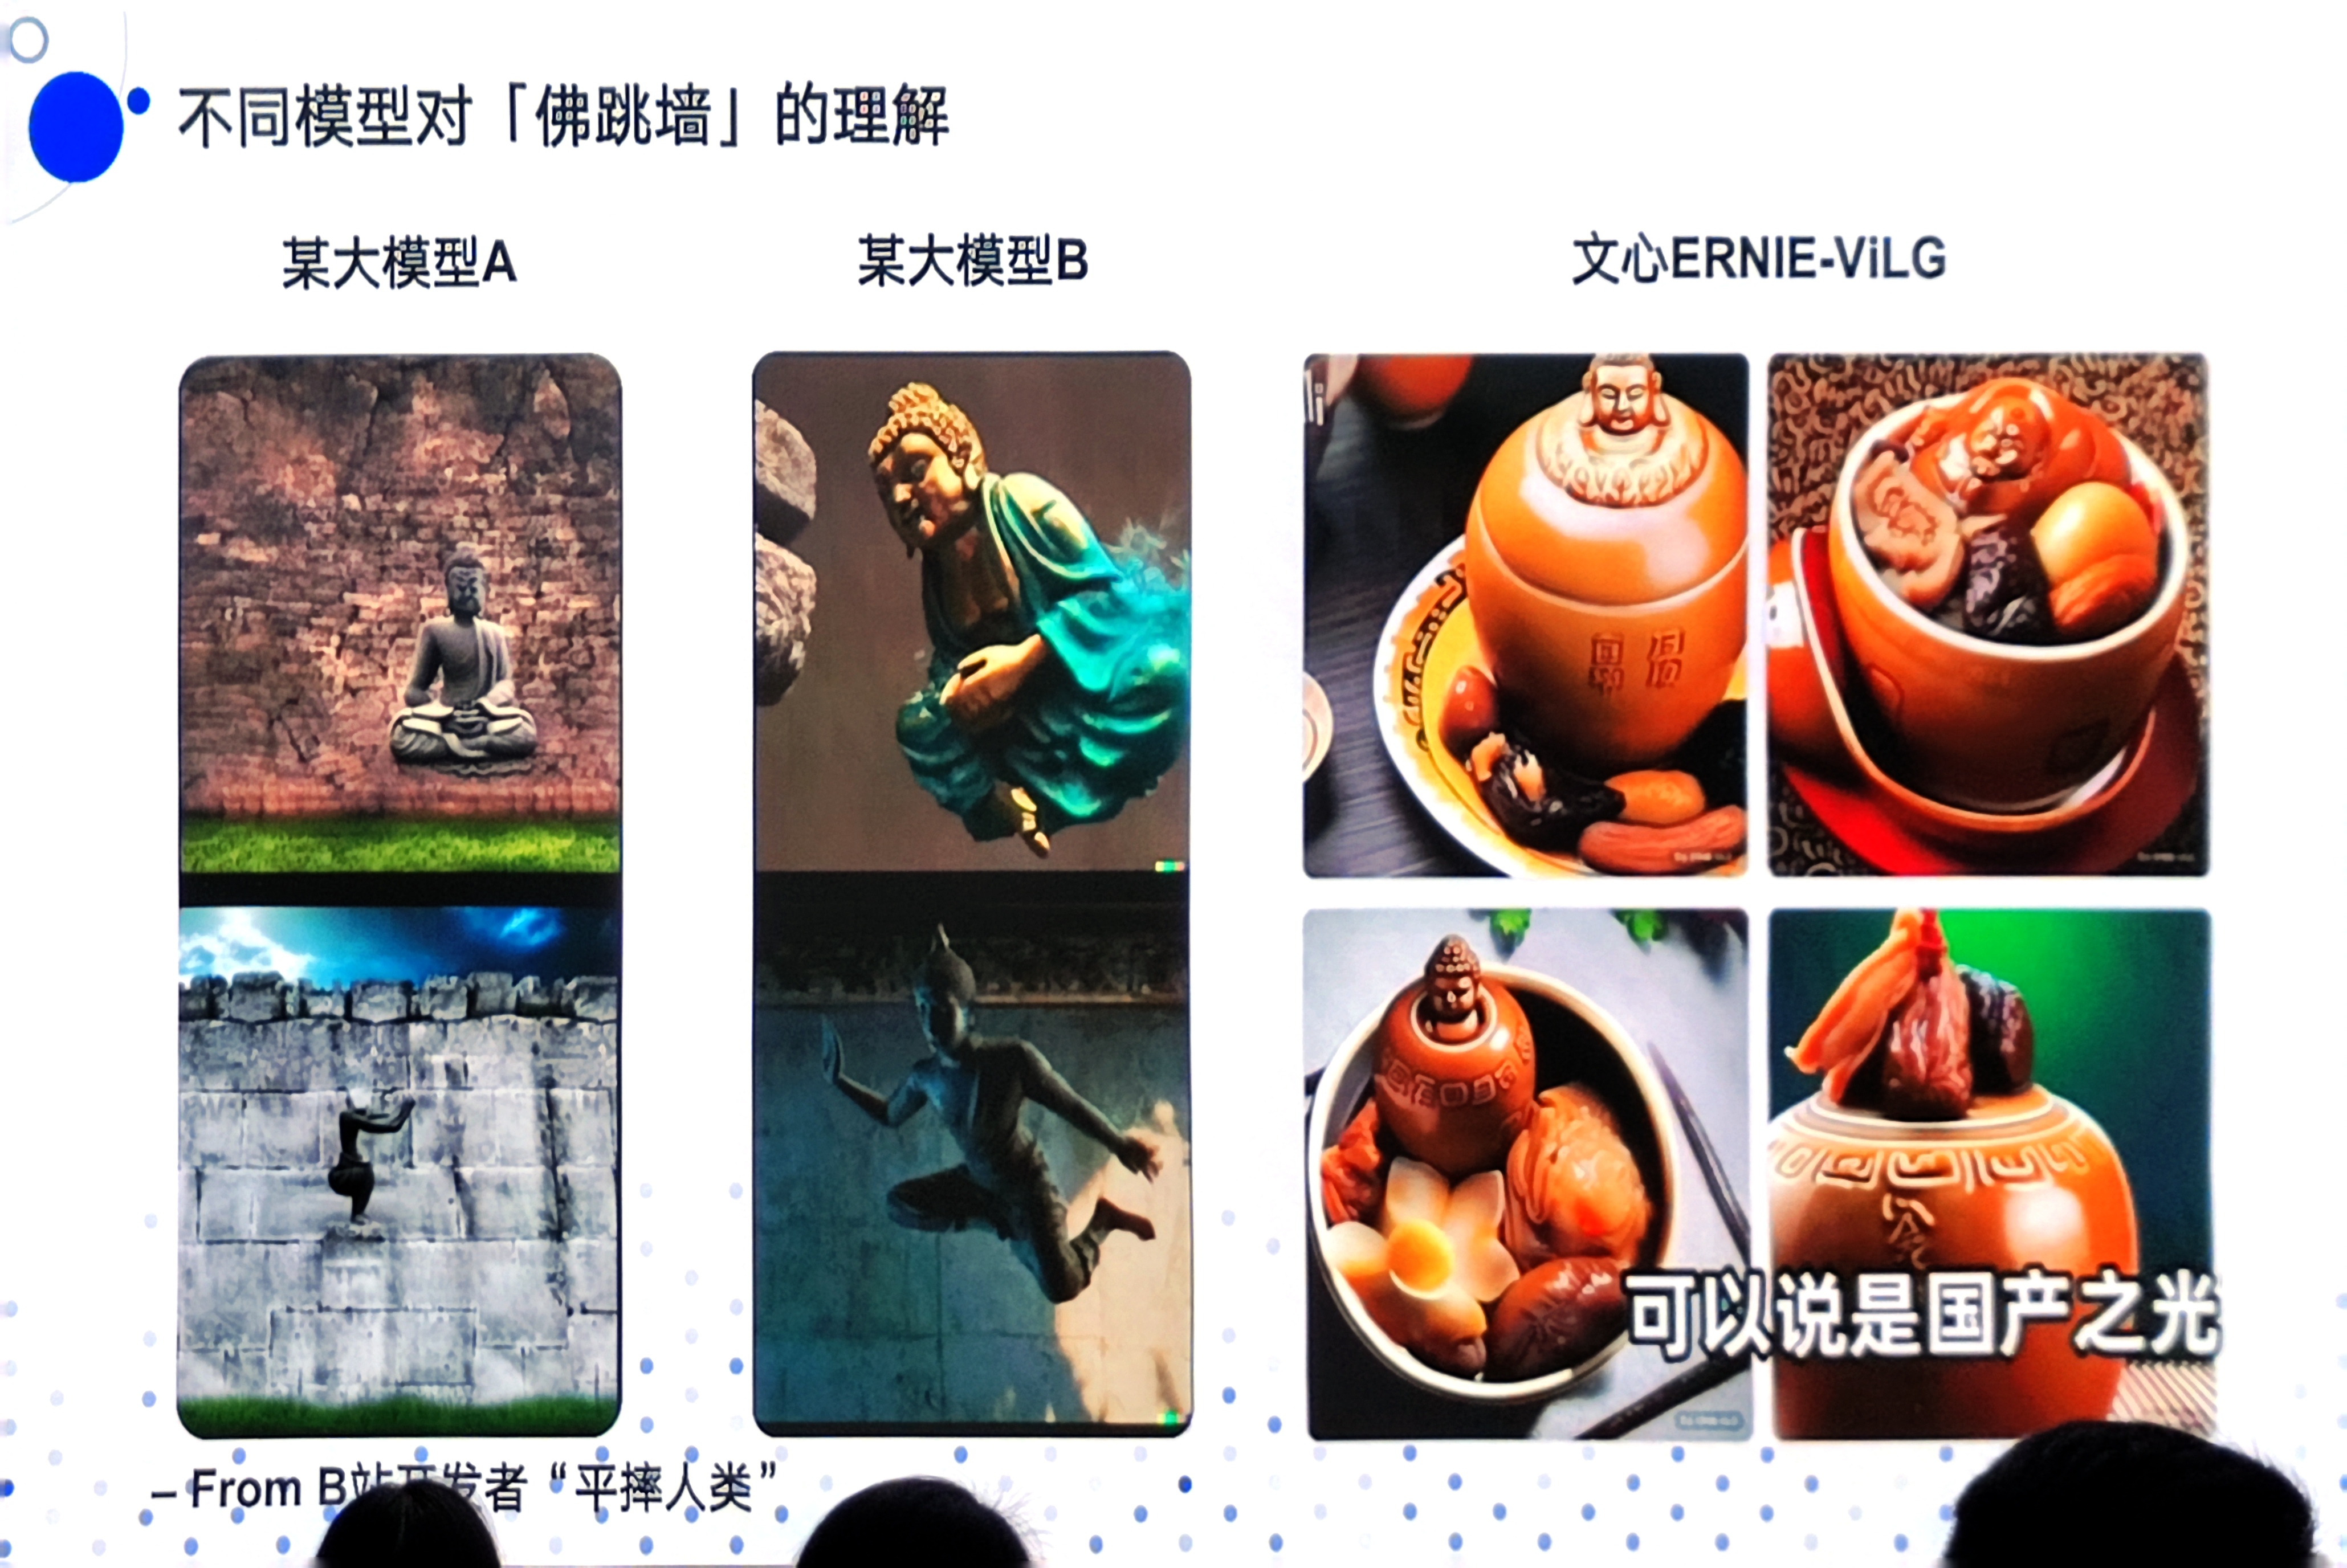 不同模型对「佛跳墙」的理解
某大模型A
某大模型B
文心ERNIE-ViLG
可以说是国产之光
– From B站开发者“平摔人类”